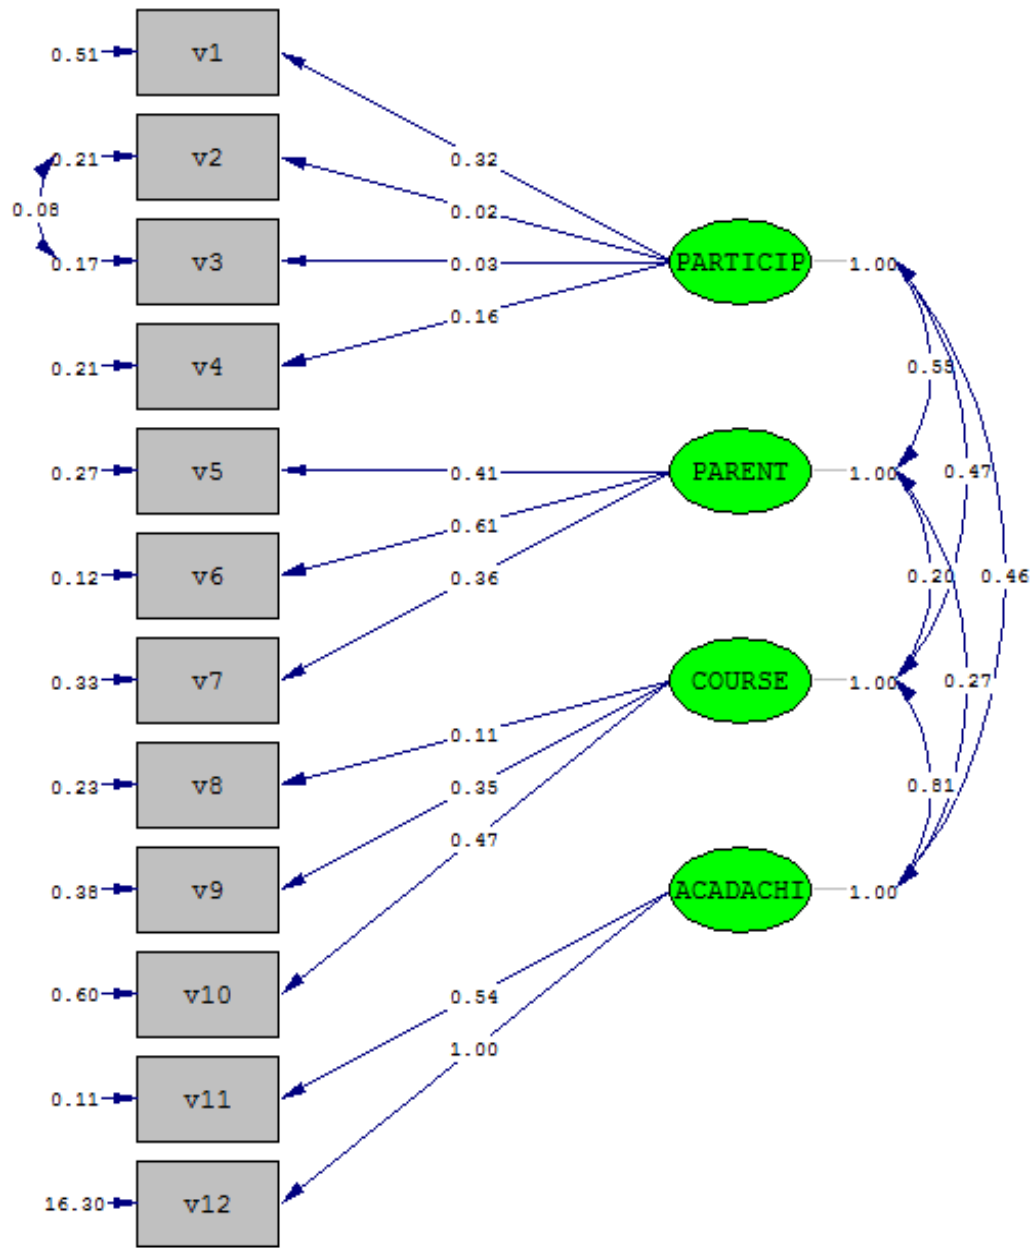 0.51 v1
0.32
0.21 v2
0.02
0.08
0.17 v3 0.03 PARTICIP 1.00
0.16
0.21 v4
0.55
0.27 v5 0.41 PARENT 1.00 0.47
0.61
0.12 v6 0.20 0.46
0.36
0.33 v7 COURSE 1.00 0.27
0.11
0.23 v8 0.35 0.81
0.47
0.38 v9 ACADACHI 1.00
0.60 v10 0.54
1.00
0.11 v11
16.30 v12